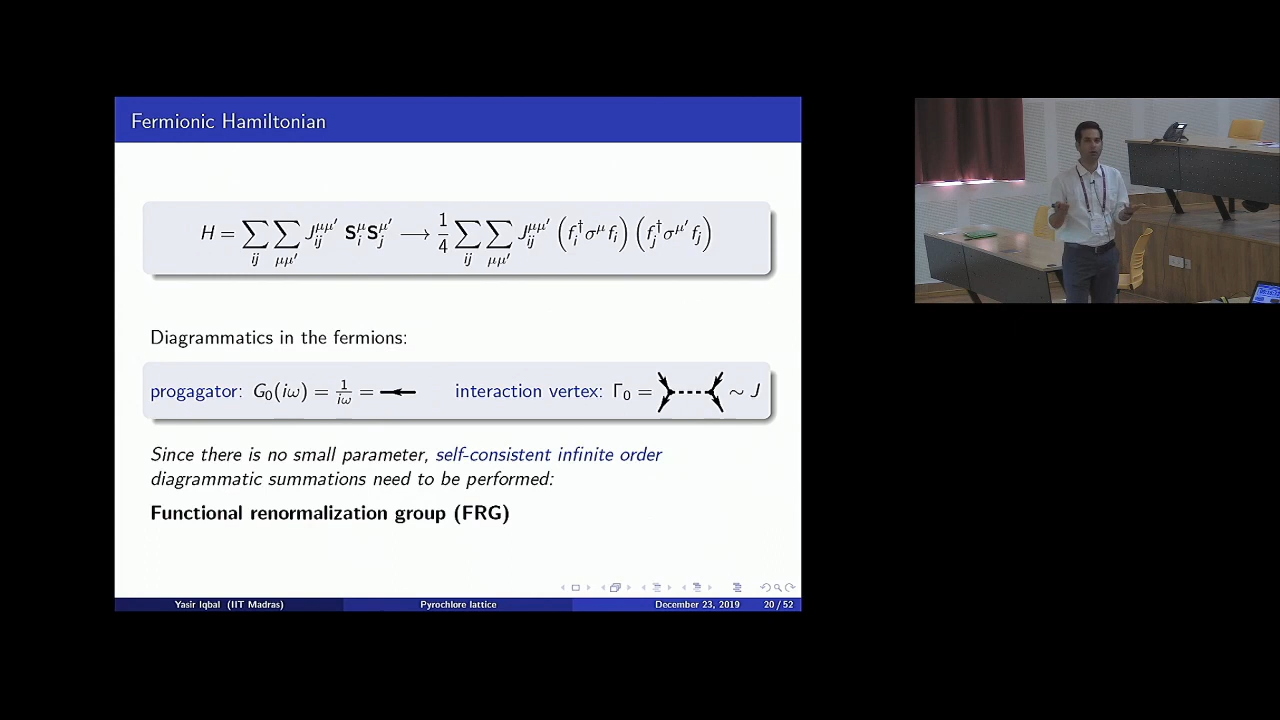 Fermionic Hamiltonian
H = ∑_{ij} ∑_{μμ'} J_{ij}^{μμ'} S_i^μ S_j^{μ'} ⟶ 1/4 ∑_{ij} ∑_{μμ'} J_{ij}^{μμ'} (f_i^† σ^μ f_i) (f_j^† σ^{μ'} f_j)
Diagrammatics in the fermions:
progagator: G_0(iω) = 1/iω = interaction vertex: Γ_0 = ∼ J
Since there is no small parameter, self-consistent infinite order
diagrammatic summations need to be performed:
Functional renormalization group (FRG)
Yasir Iqbal (IIT Madras) Pyrochlore lattice December 23, 2019 20 / 52